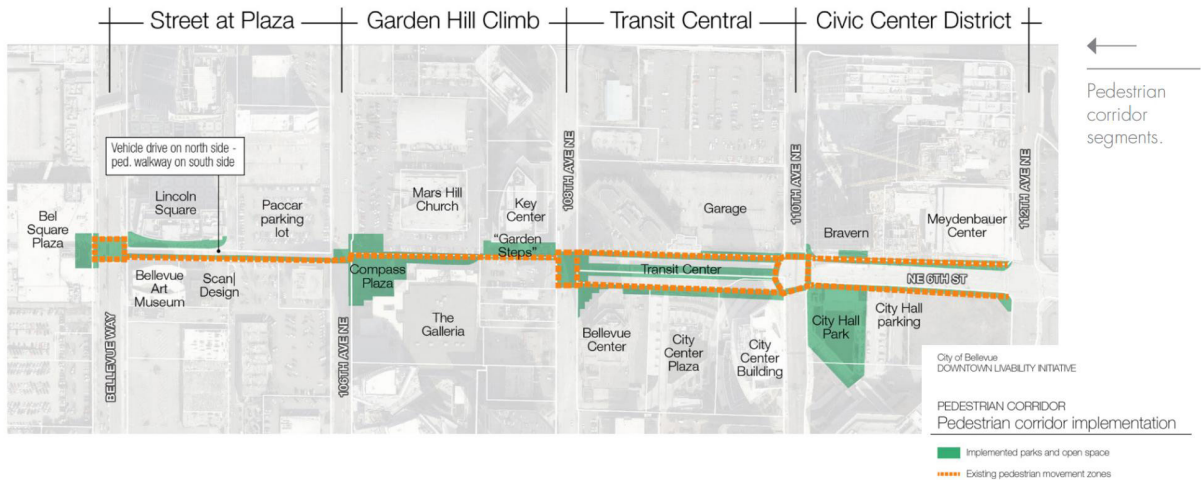 Street at Plaza
Garden Hill Climb
Transit Central
Civic Center District
Pedestrian
corridor
segments.
Vehicle drive on north side -
ped. walkway on south side
Bel
Square
Plaza
Lincoln
Square
Paccar
parking
lot
Mars Hill
Church
Key
Center
"Garden
Steps"
Garage
Bravern
Meydenbauer
Center
Bellevue
Art
Museum
Scan|
Design
Compass
Plaza
The
Galleria
Transit Center
Bellevue
Center
City
Center
Plaza
City
Center
Building
NE 6TH ST
City Hall
Park
City Hall
parking
BELLEVUE WAY
106TH AVE NE
108TH AVE NE
110TH AVE NE
112TH AVE NE
City of Bellevue
DOWNTOWN LIVABILITY INITIATIVE
PEDESTRIAN CORRIDOR
Pedestrian corridor implementation
Implemented parks and open space
Existing pedestrian movement zones